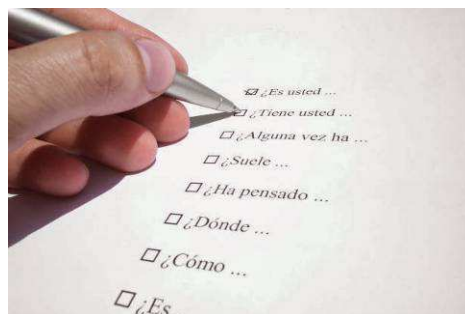 ¿Es usted ...
¿Tiene usted ...
¿Alguna vez ha ...
¿Suele ...
¿Ha pensado ...
¿Dónde ...
¿Cómo ...
¿Es